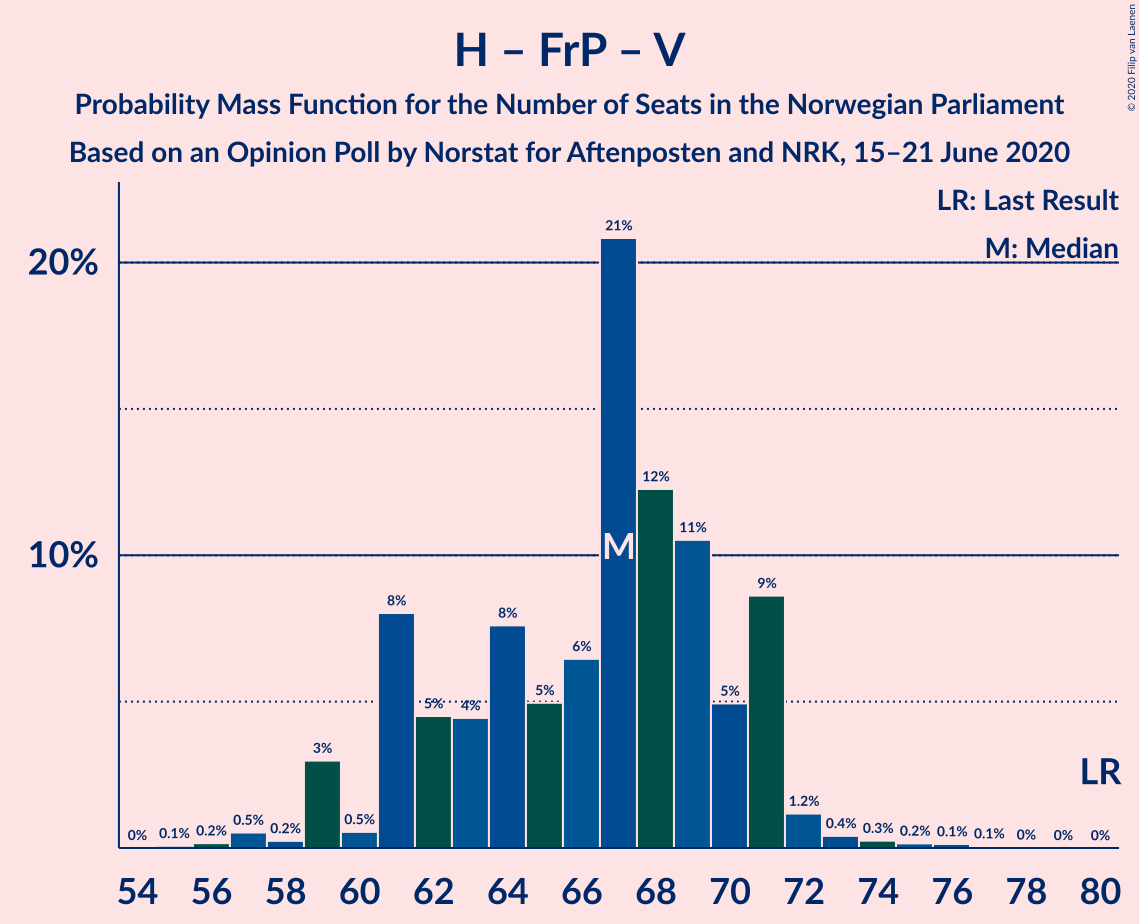 H – FrP – V
Probability Mass Function for the Number of Seats in the Norwegian Parliament
Based on an Opinion Poll by Norstat for Aftenposten and NRK, 15–21 June 2020
© 2020 Filip van Laenen
LR: Last Result
M: Median
20%
10%
0% 0.1% 0.2% 0.5% 0.2% 3% 0.5% 8% 5% 4% 8% 5% 6% 21% 12% 11% 5% 9% 1.2% 0.4% 0.3% 0.2% 0.1% 0.1% 0% 0% 0%
M
LR
54 56 58 60 62 64 66 68 70 72 74 76 78 80